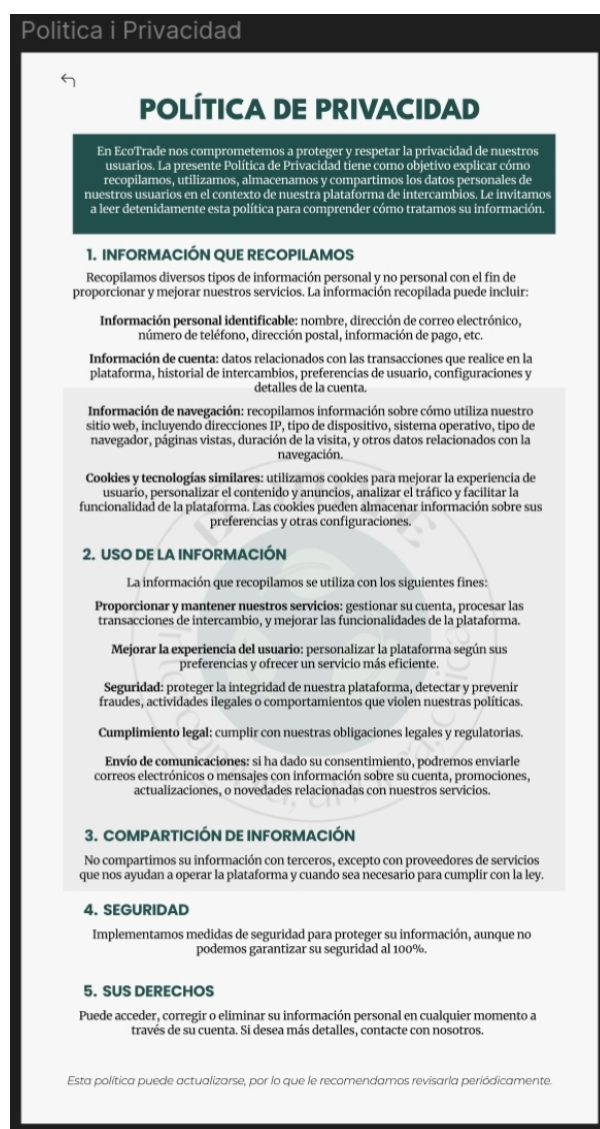 Politica i Privacidad
POLÍTICA DE PRIVACIDAD
En EcoTrade nos comprometemos a proteger y respetar la privacidad de nuestros
usuarios. La presente Política de Privacidad tiene como objetivo explicar cómo
recopilamos, utilizamos, almacenamos y compartimos los datos personales de
nuestros usuarios en el contexto de nuestra plataforma de intercambios. Le invitamos
a leer detenidamente esta política para comprender cómo tratamos su información.
1. INFORMACIÓN QUE RECOPILAMOS
Recopilamos diversos tipos de información personal y no personal con el fin de
proporcionar y mejorar nuestros servicios. La información recopilada puede incluir:
Información personal identificable: nombre, dirección de correo electrónico,
número de teléfono, dirección postal, información de pago, etc.
Información de cuenta: datos relacionados con las transacciones que realice en la
plataforma, historial de intercambios, preferencias de usuario, configuraciones y
detalles de la cuenta.
Información de navegación: recopilamos información sobre cómo utiliza nuestro
sitio web, incluyendo direcciones IP, tipo de dispositivo, sistema operativo, tipo de
navegador, páginas vistas, duración de la visita, y otros datos relacionados con la
navegación.
Cookies y tecnologías similares: utilizamos cookies para mejorar la experiencia de
usuario, personalizar el contenido y anuncios, analizar el tráfico y facilitar la
funcionalidad de la plataforma. Las cookies pueden almacenar información sobre sus
preferencias y otras configuraciones.
2. USO DE LA INFORMACIÓN
La información que recopilamos se utiliza con los siguientes fines:
Proporcionar y mantener nuestros servicios: gestionar su cuenta, procesar las
transacciones de intercambio, y mejorar las funcionalidades de la plataforma.
Mejorar la experiencia del usuario: personalizar la plataforma según sus
preferencias y ofrecer un servicio más eficiente.
Seguridad: proteger la integridad de nuestra plataforma, detectar y prevenir
fraudes, actividades ilegales o comportamientos que violen nuestras políticas.
Cumplimiento legal: cumplir con nuestras obligaciones legales y regulatorias.
Envío de comunicaciones: si ha dado su consentimiento, podremos enviarle
correos electrónicos o mensajes con información sobre su cuenta, promociones,
actualizaciones, o novedades relacionadas con nuestros servicios.
3. COMPARTICIÓN DE INFORMACIÓN
No compartimos su información con terceros, excepto con proveedores de servicios
que nos ayudan a operar la plataforma y cuando sea necesario para cumplir con la ley.
4. SEGURIDAD
Implementamos medidas de seguridad para proteger su información, aunque no
podemos garantizar su seguridad al 100%.
5. SUS DERECHOS
Puede acceder, corregir o eliminar su información personal en cualquier momento a
través de su cuenta. Si desea más detalles, contacte con nosotros.
Esta política puede actualizarse, por lo que le recomendamos revisarla periódicamente.